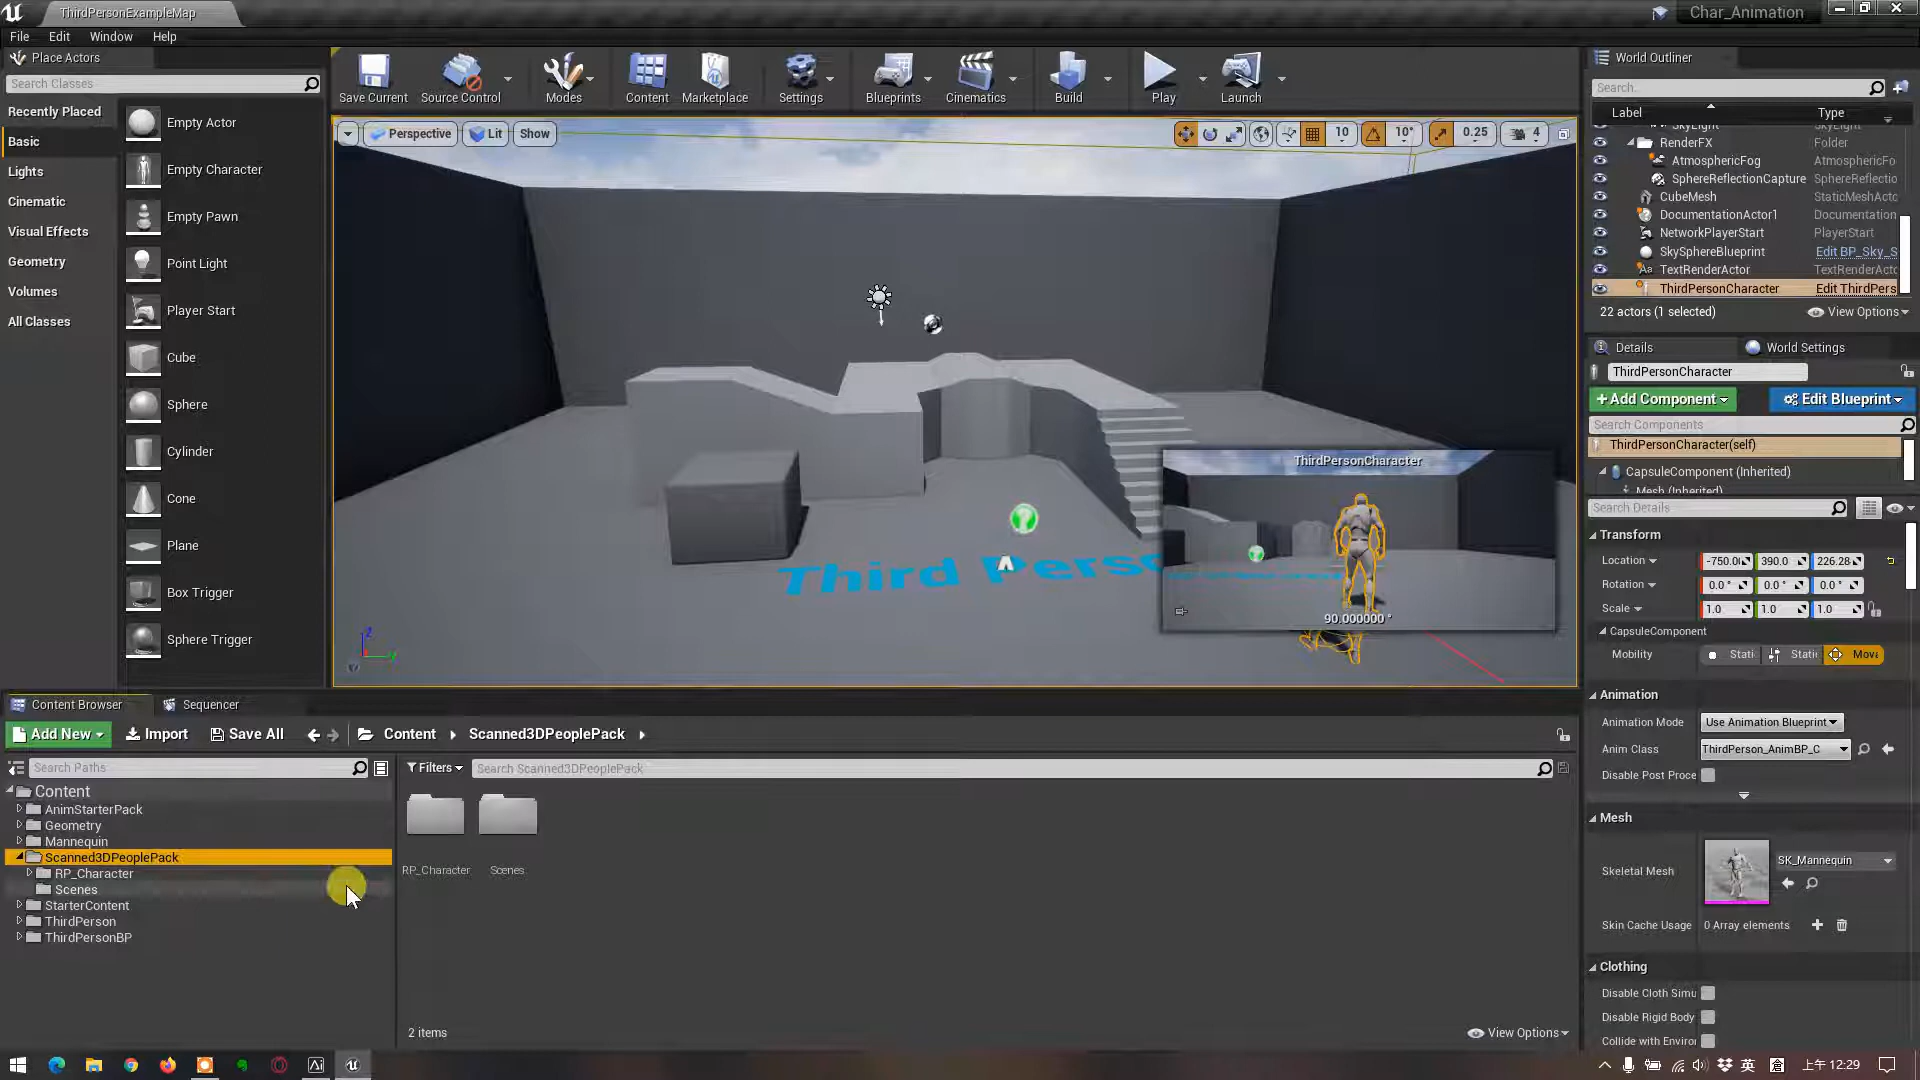 ThirdPersonExampleMap
Char_Animation
File Edit Window Help
Place Actors
Search Classes
Recently Placed
Basic
Lights
Cinematic
Visual Effects
Geometry
Volumes
All Classes
Empty Actor
Empty Character
Empty Pawn
Point Light
Player Start
Cube
Sphere
Cylinder
Cone
Plane
Box Trigger
Sphere Trigger
Save Current Source Control Modes Content Marketplace Settings Blueprints Cinematics Build Play Launch
Perspective Lit Show
10 10° 0.25 4
Third Perso
ThirdPersonCharacter
90.000000 °
World Outliner
Search...
Label Type
SkyLight SkyLight
RenderFX Folder
AtmosphericFog AtmosphericFo
SphereReflectionCapture SphereReflectio
CubeMesh StaticMeshActo
DocumentationActor1 Documentation
NetworkPlayerStart PlayerStart
SkySphereBlueprint Edit BP_Sky_S
TextRenderActor TextRenderActo
ThirdPersonCharacter Edit ThirdPers
22 actors (1 selected) View Options
Details World Settings
ThirdPersonCharacter
+Add Component Edit Blueprint
Search Components
ThirdPersonCharacter(self)
CapsuleComponent (Inherited)
Mesh (Inherited)
Search Details
Transform
Location -750.0 390.0 226.28
Rotation 0.0 ° 0.0 ° 0.0 °
Scale 1.0 1.0 1.0
CapsuleComponent
Mobility Stati Static Mova
Animation
Animation Mode Use Animation Blueprint
Anim Class ThirdPerson_AnimBP_C
Disable Post Proce
Mesh
Skeletal Mesh SK_Mannequin
Skin Cache Usage 0 Array elements
Clothing
Disable Cloth Simu
Disable Rigid Body
Collide with Enviro
Content Browser Sequencer
Add New Import Save All Content Scanned3DPeoplePack
Search Paths
Filters Search Scanned3DPeoplePack
Content
AnimStarterPack
Geometry
Mannequin
Scanned3DPeoplePack
RP_Character
Scenes
StarterContent
ThirdPerson
ThirdPersonBP
RP_Character Scenes
2 items View Options
英 上午 12:29